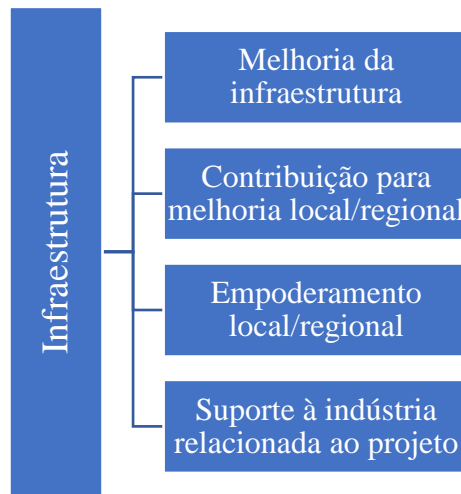 Infraestrutura
Melhoria da
infraestrutura
Contribuição para
melhoria local/regional
Empoderamento
local/regional
Suporte à indústria
relacionada ao projeto